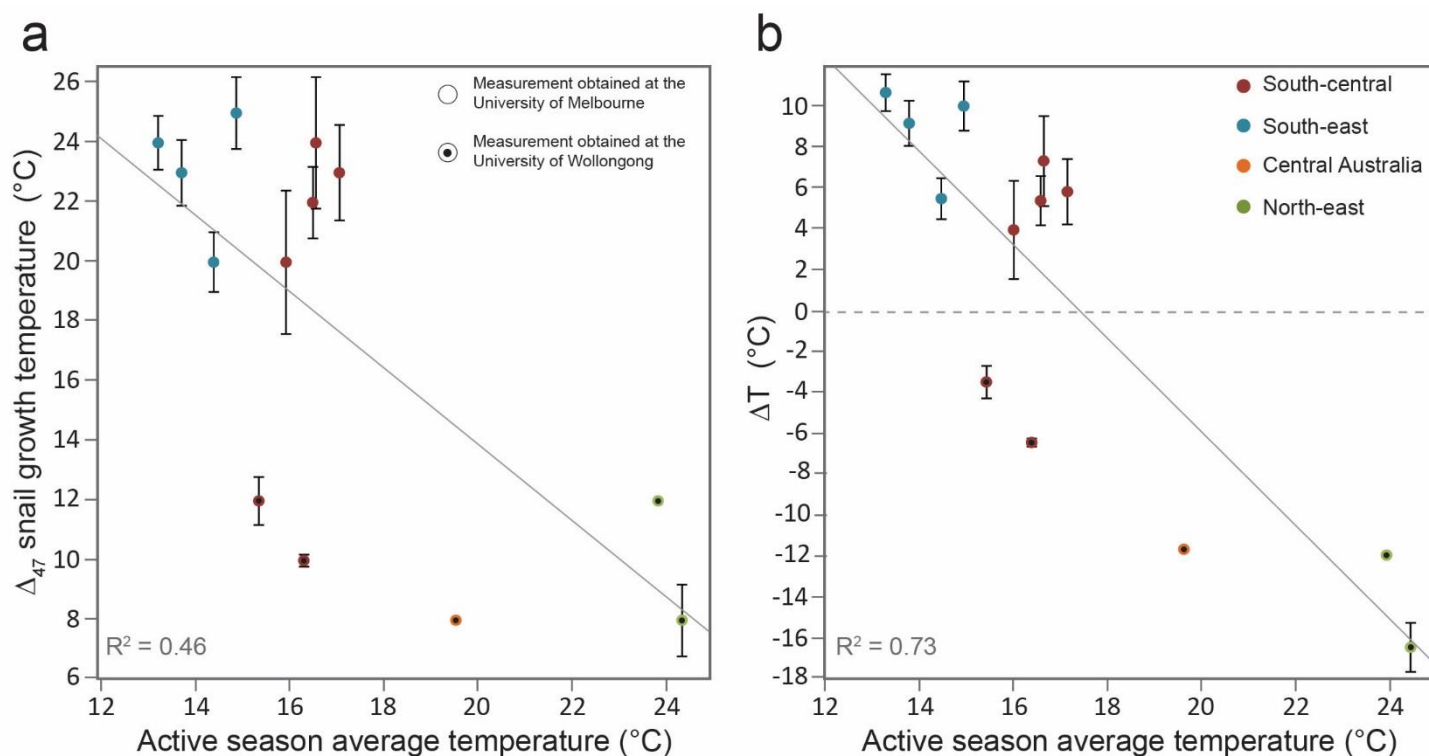 a
Δ47 snail growth temperature (°C)
26
24
22
20
18
16
14
12
10
8
6
Measurement obtained at the
University of Melbourne
Measurement obtained at the
University of Wollongong
R2 = 0.46
12
14
16
18
20
22
24
Active season average temperature (°C)
b
ΔT (°C)
10
8
6
4
2
0
-2
-4
-6
-8
-10
-12
-14
-16
-18
South-central
South-east
Central Australia
North-east
R2 = 0.73
12
14
16
18
20
22
24
Active season average temperature (°C)